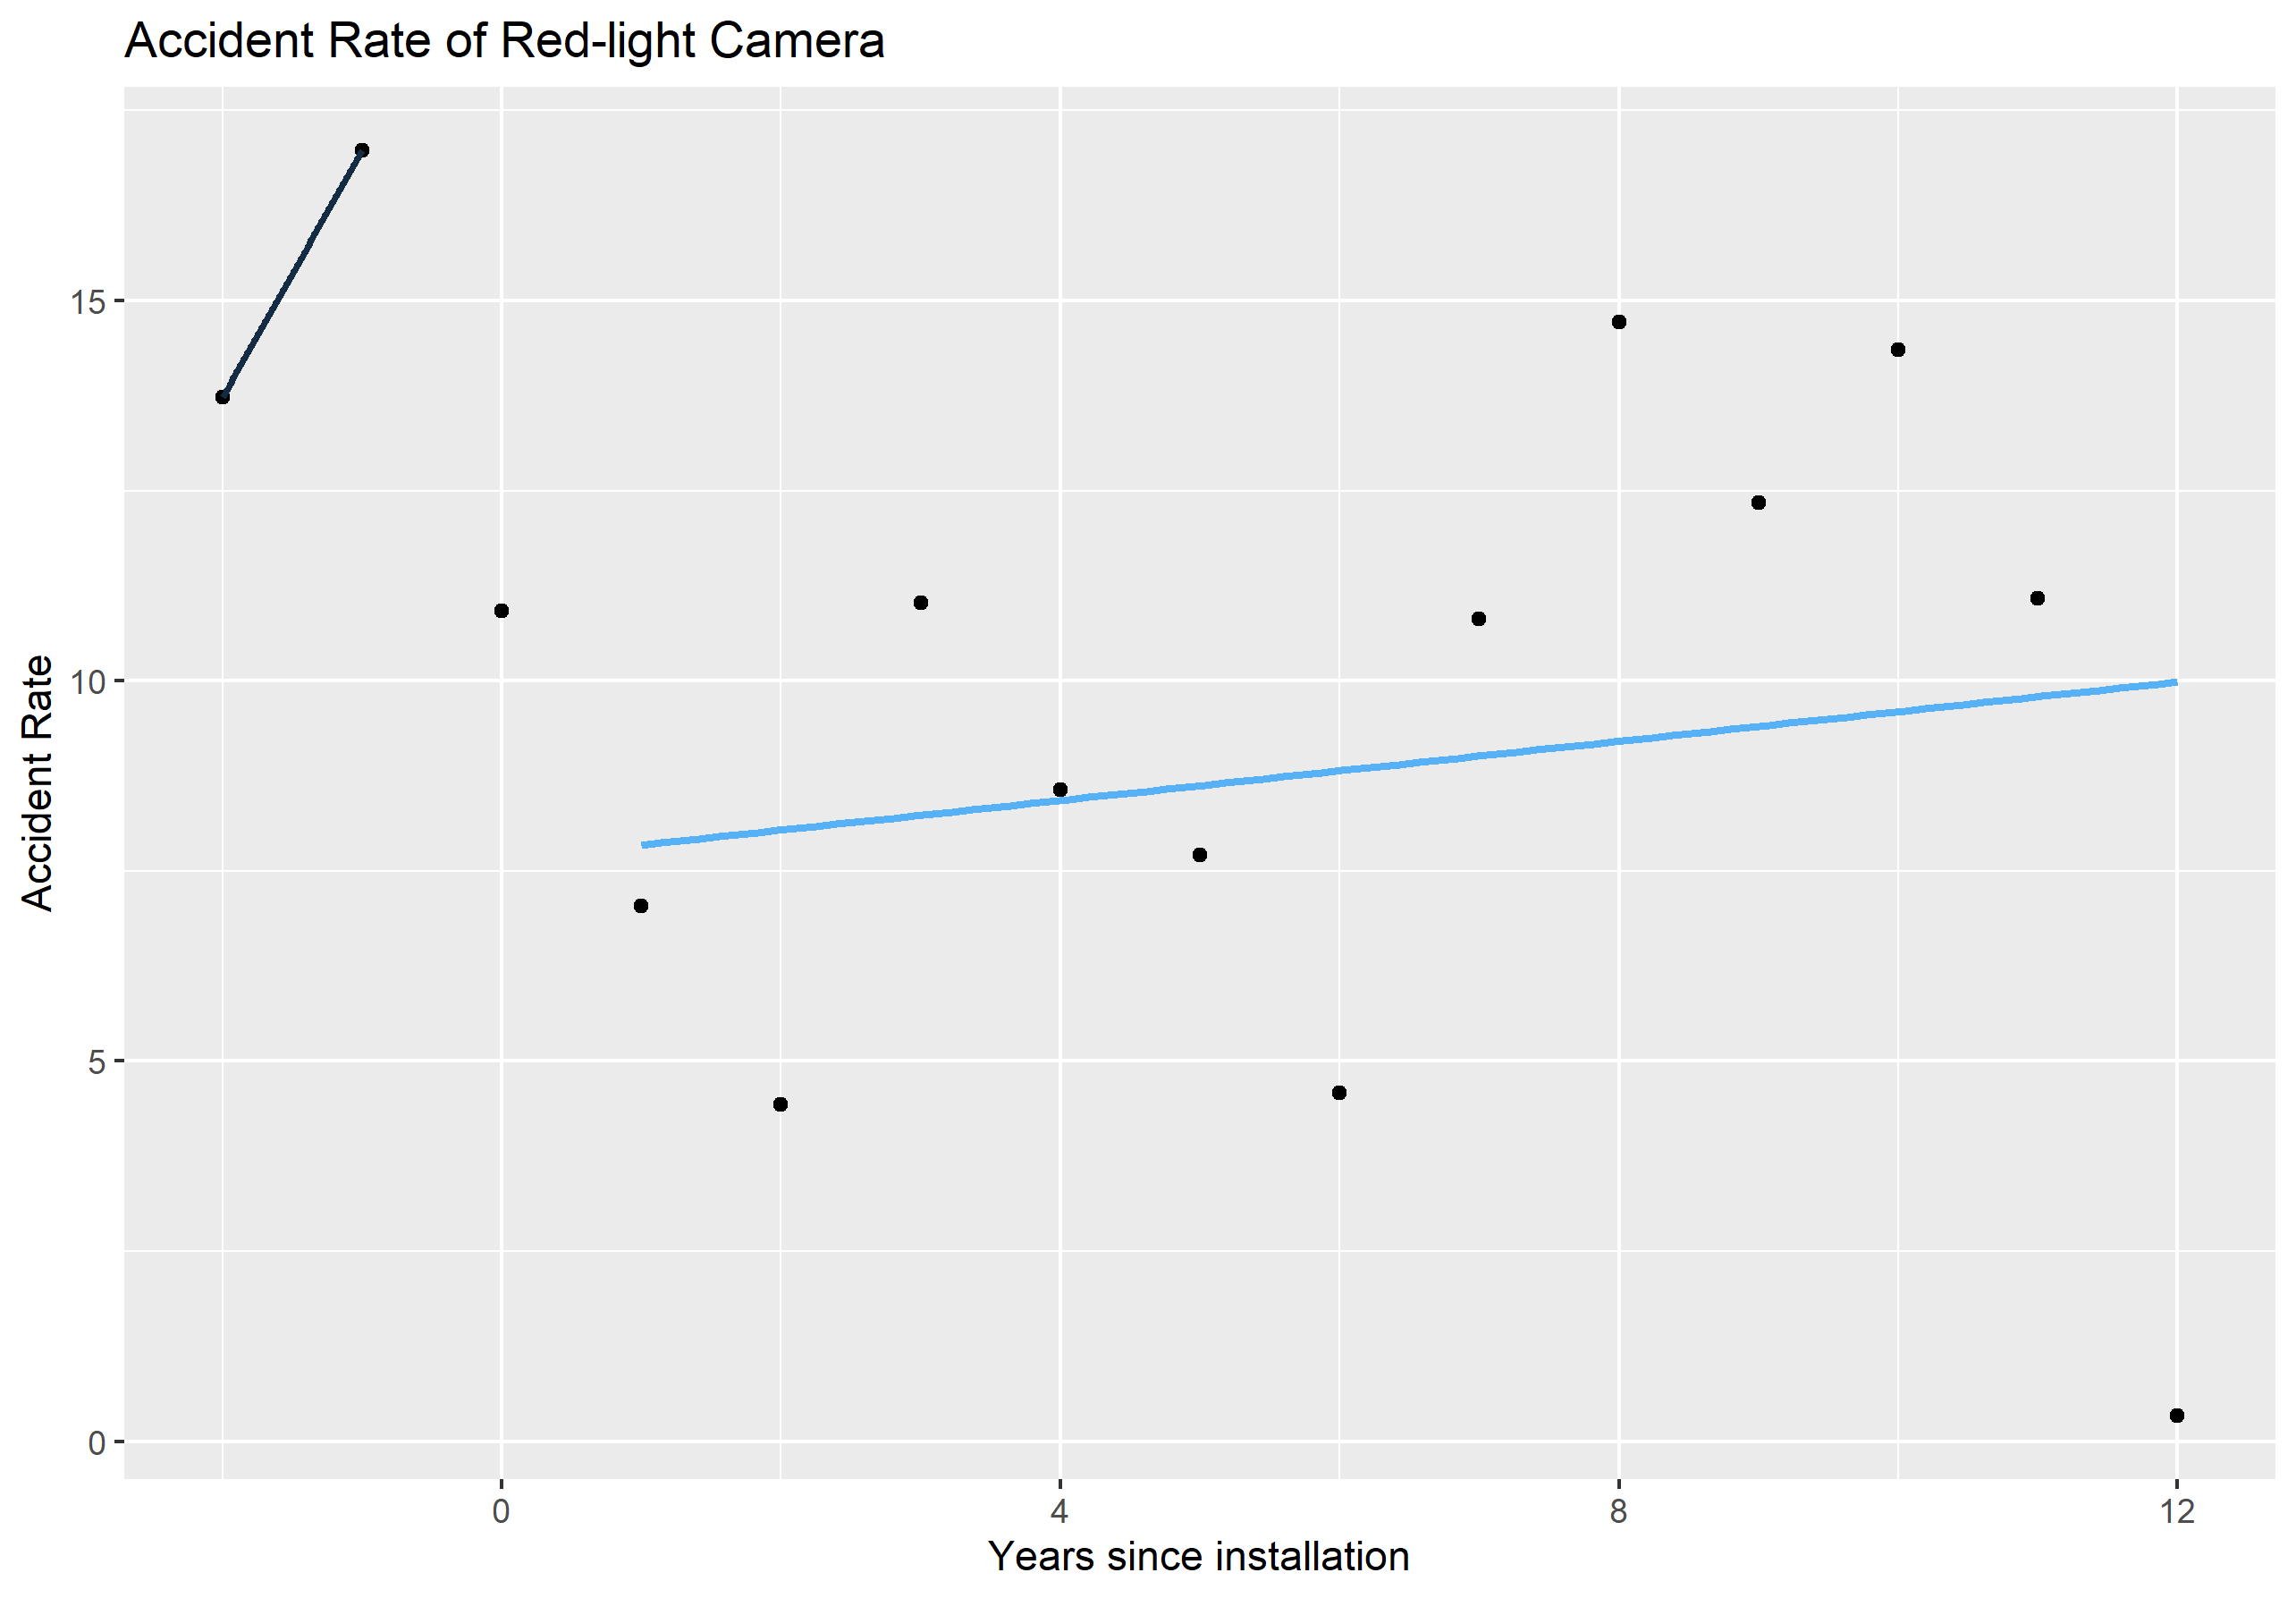 Accident Rate of Red-light Camera
15
10
5
0
Accident Rate
0 4 8 12
Years since installation